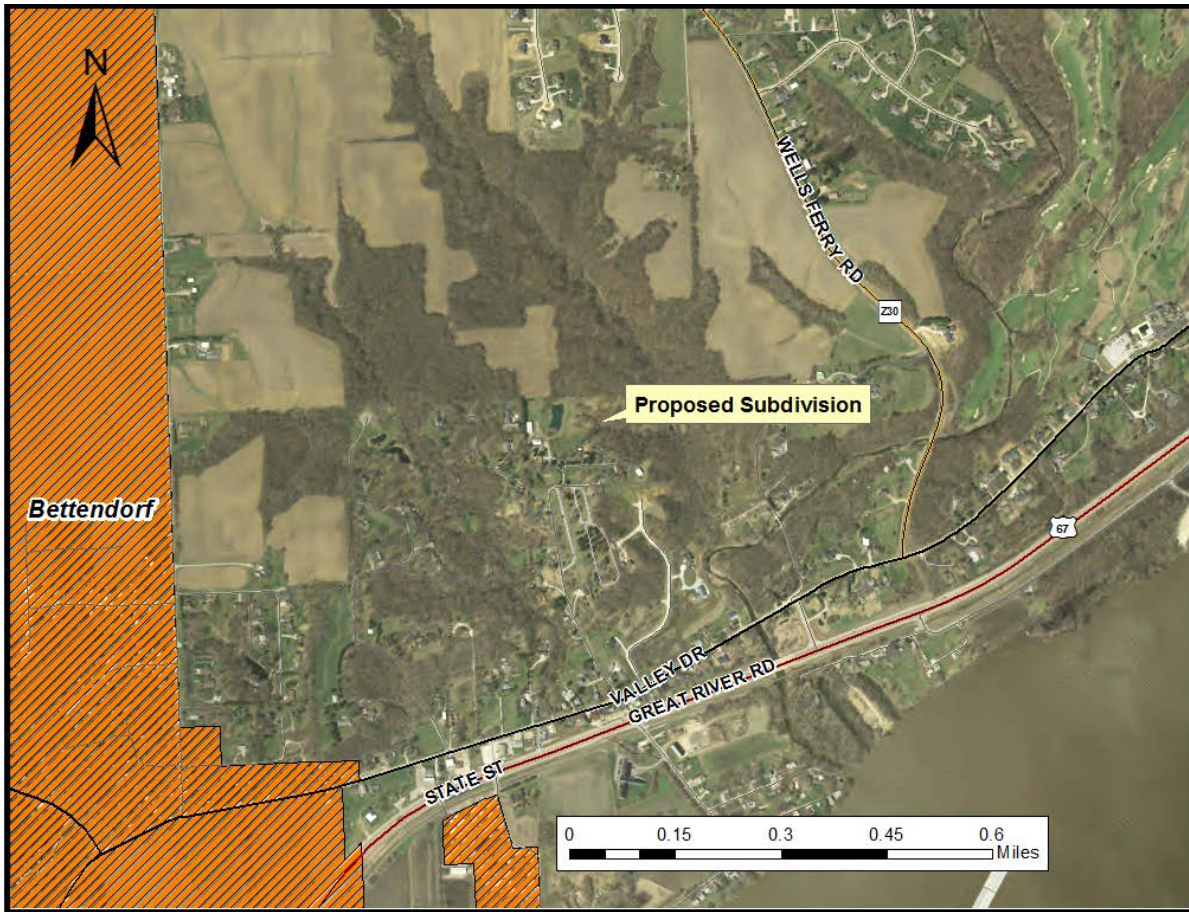 N
WELLS FERRY RD
Z30
Proposed Subdivision
Bettendorf
67
VALLEY DR
GREAT RIVER RD
STATE ST
0 0.15 0.3 0.45 0.6
Miles